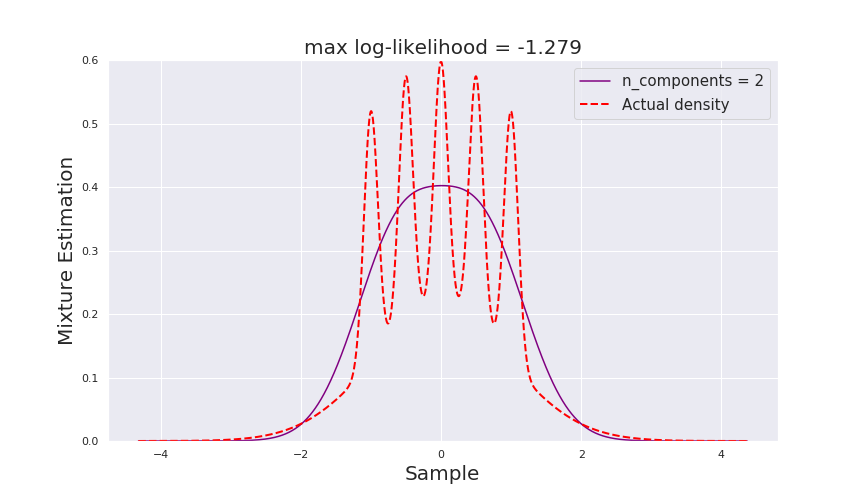 max log-likelihood = -1.279
n_components = 2
Actual density
Mixture Estimation
0.6
0.5
0.4
0.3
0.2
0.1
0.0
−4
−2
0
2
4
Sample